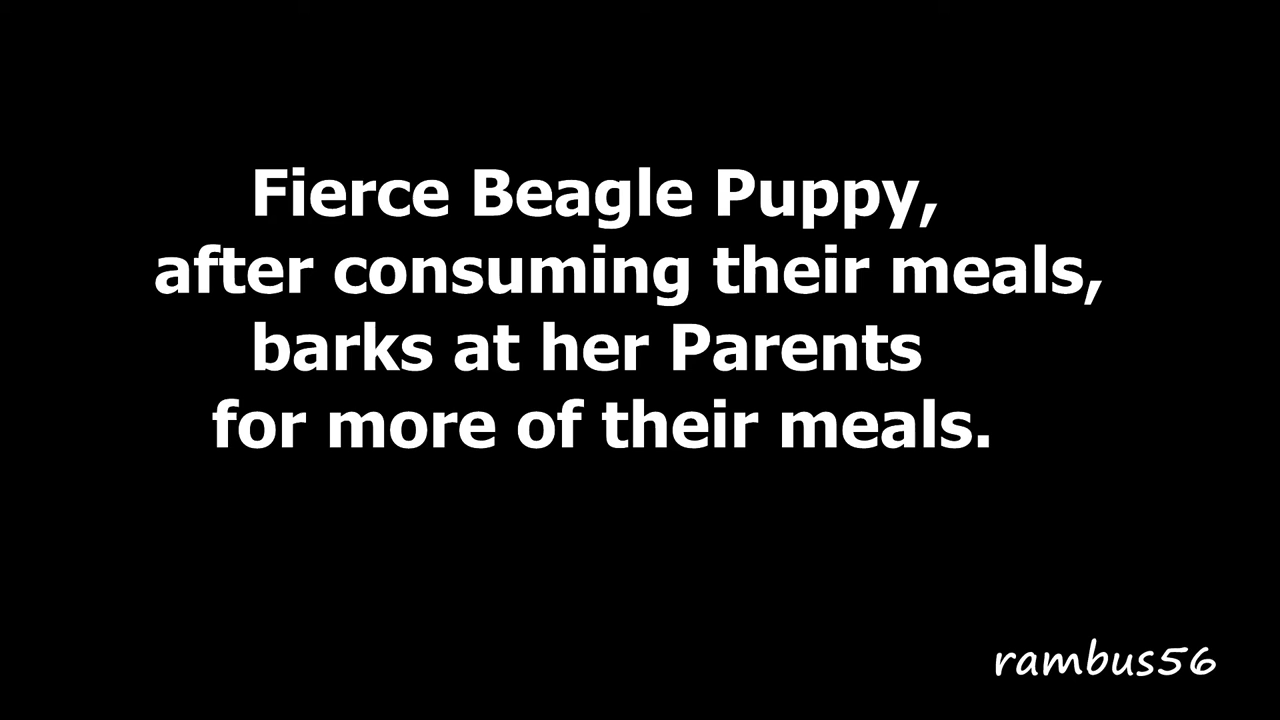 Fierce Beagle Puppy,
after consuming their meals,
barks at her Parents
for more of their meals.
rambus56